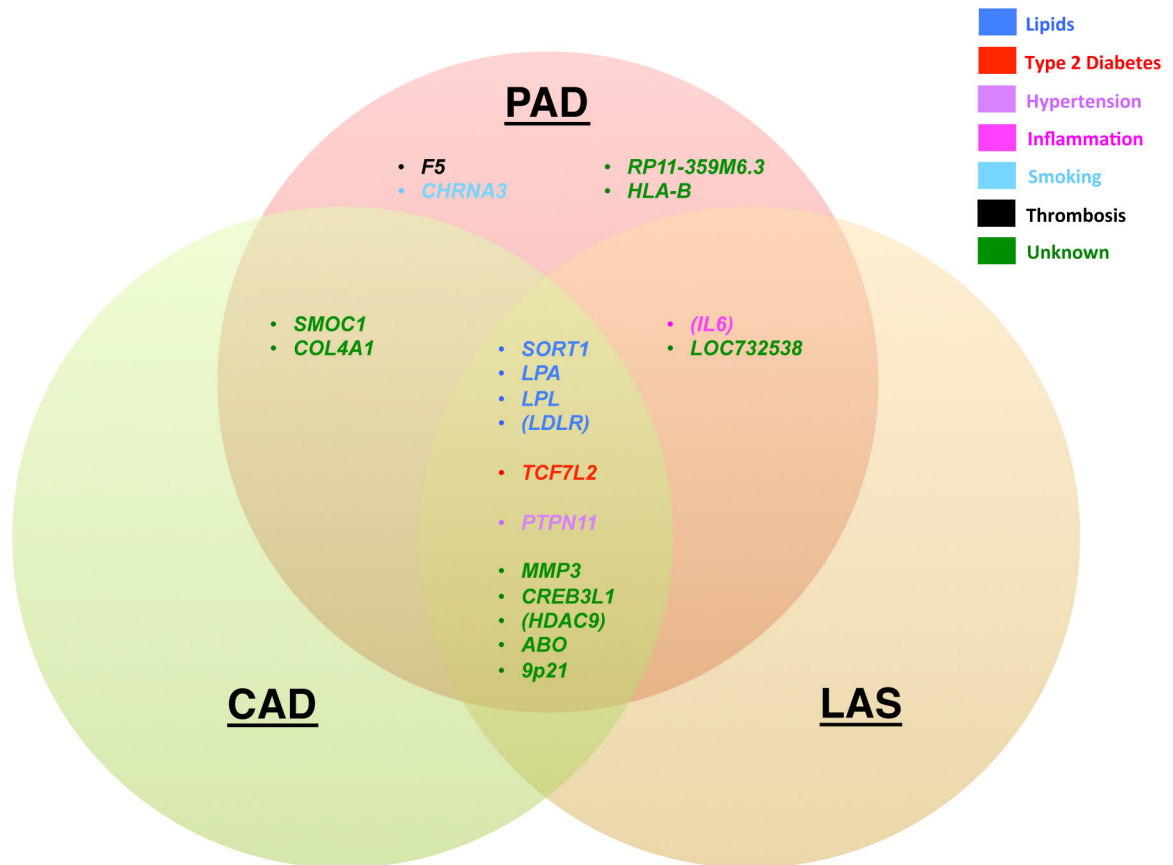 Lipids
Type 2 Diabetes
Hypertension
Inflammation
Smoking
Thrombosis
Unknown
PAD
• F5
• CHRNA3
• RP11-359M6.3
• HLA-B
• SMOC1
• COL4A1
• SORT1
• LPA
• LPL
• (LDLR)
• TCF7L2
• PTPN11
• MMP3
• CREB3L1
• (HDAC9)
• ABO
• 9p21
• (IL6)
• LOC732538
CAD
LAS